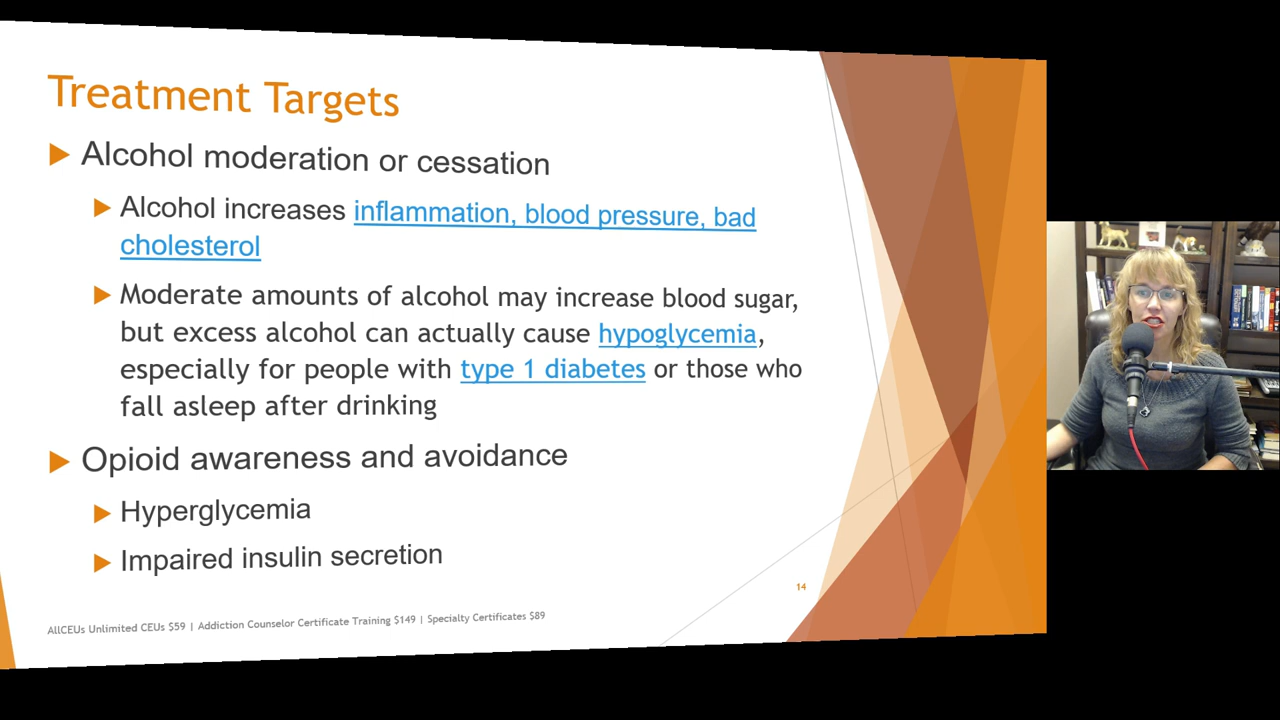 Treatment Targets
Alcohol moderation or cessation
Alcohol increases inflammation, blood pressure, bad
cholesterol
Moderate amounts of alcohol may increase blood sugar,
but excess alcohol can actually cause hypoglycemia,
especially for people with type 1 diabetes or those who
fall asleep after drinking
Opioid awareness and avoidance
Hyperglycemia
Impaired insulin secretion
14
AllCEUs Unlimited CEUs $59 | Addiction Counselor Certificate Training $149 | Specialty Certificates $89